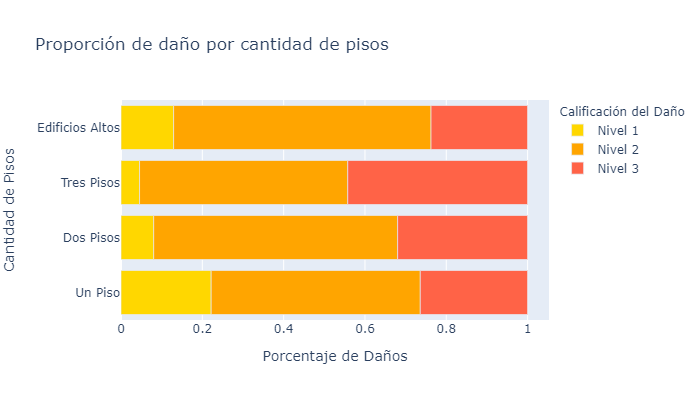 Proporción de daño por cantidad de pisos
Calificación del Daño
Nivel 1
Nivel 2
Nivel 3
Cantidad de Pisos
Edificios Altos
Tres Pisos
Dos Pisos
Un Piso
0 0.2 0.4 0.6 0.8 1
Porcentaje de Daños